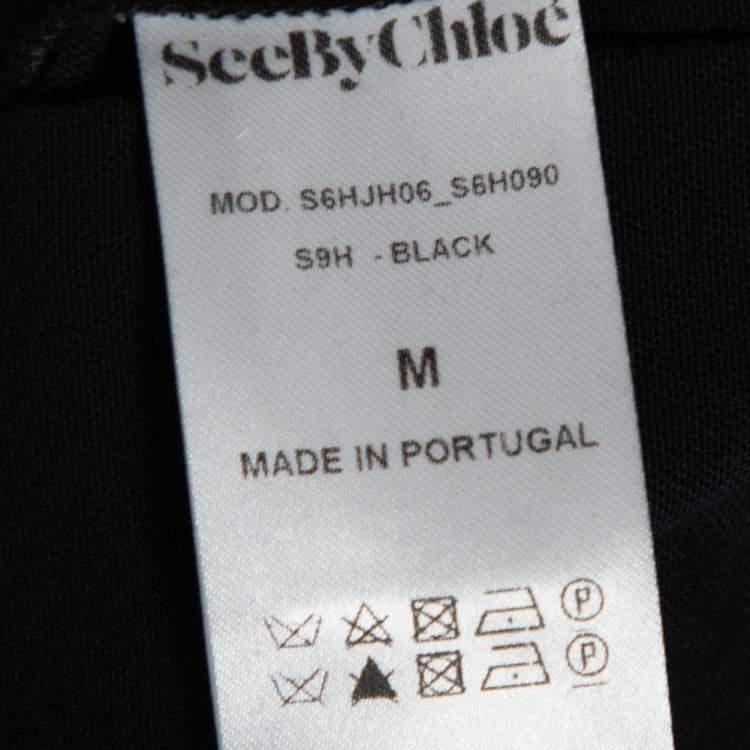 SeeByChloé
MOD. S6HJH06_S6H090
S9H - BLACK
M
MADE IN PORTUGAL
P
P